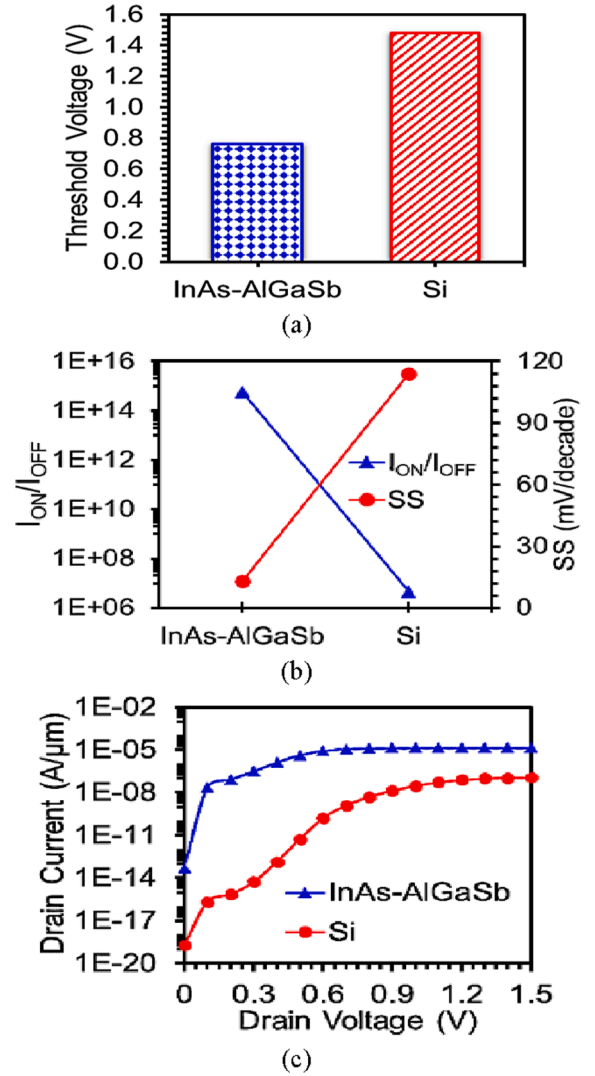 Threshold Voltage (V)
1.6
1.4
1.2
1.0
0.8
0.6
0.4
0.2
0.0
InAs-AlGaSb
Si
(a)
I_ON/I_OFF
1E+16
1E+14
1E+12
1E+10
1E+08
1E+06
I_ON/I_OFF
SS
120
90
60
30
0
SS (mV/decade)
InAs-AlGaSb
Si
(b)
Drain Current (A/μm)
1E-02
1E-05
1E-08
1E-11
1E-14
1E-17
1E-20
InAs-AlGaSb
Si
0 0.3 0.6 0.9 1.2 1.5
Drain Voltage (V)
(c)